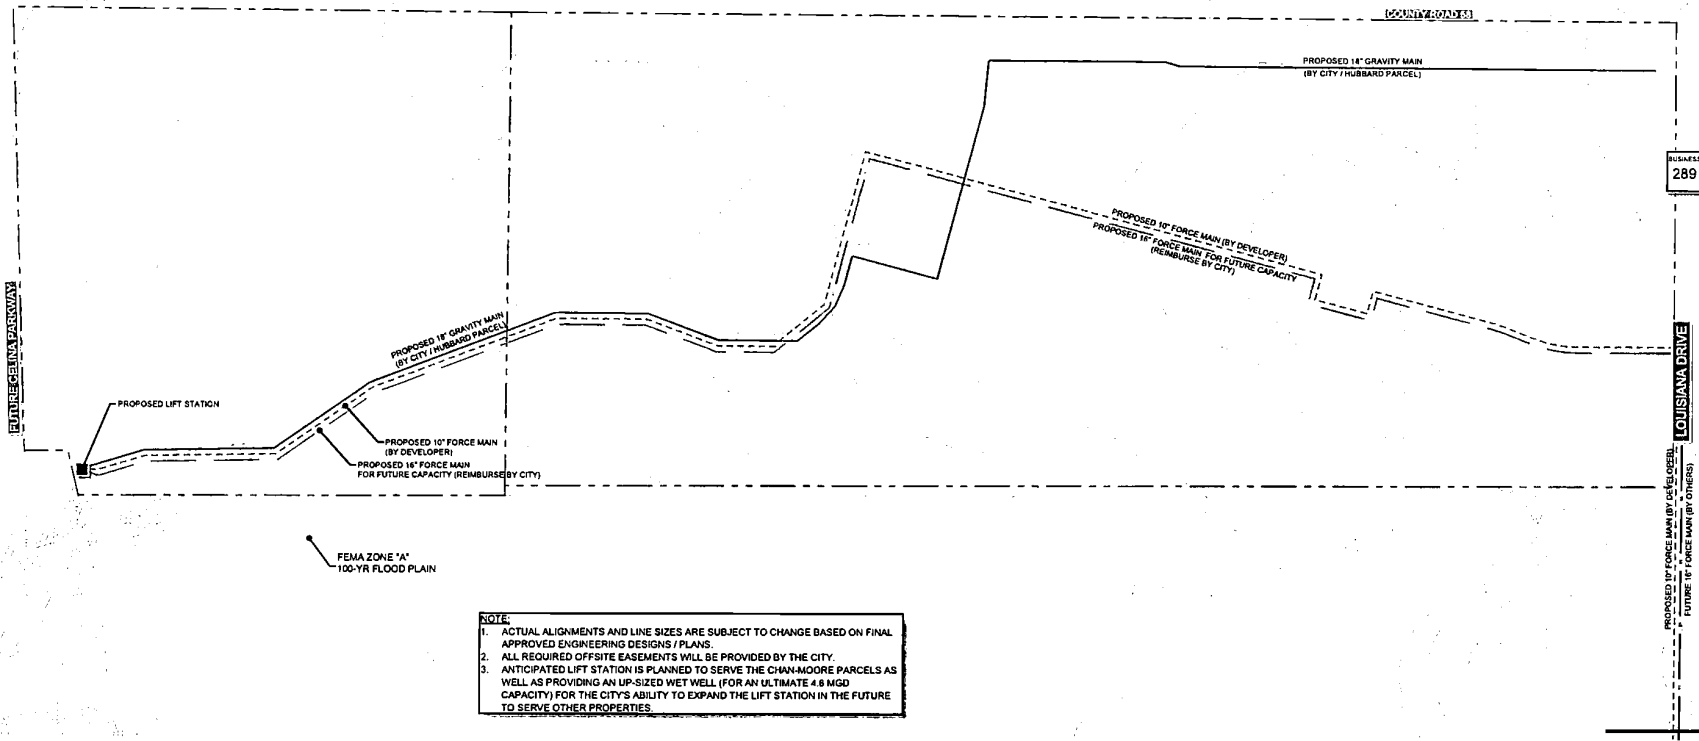 COUNTY ROAD 58
PROPOSED 18" GRAVITY MAIN
(BY CITY / HUBBARD PARCEL)
BUSINESS
289
PROPOSED 10" FORCE MAIN (BY DEVELOPER)
PROPOSED 16" FORCE MAIN FOR FUTURE CAPACITY
(REIMBURSE BY CITY)
FUTURE CELINA PARKWAY
PROPOSED 18" GRAVITY MAIN
(BY CITY / HUBBARD PARCEL)
PROPOSED LIFT STATION
PROPOSED 10" FORCE MAIN
(BY DEVELOPER)
PROPOSED 16" FORCE MAIN
FOR FUTURE CAPACITY (REIMBURSE BY CITY)
LOUISIANA DRIVE
PROPOSED 10" FORCE MAIN (BY DEVELOPER)
FUTURE 16" FORCE MAIN (BY OTHERS)
FEMA ZONE "A"
100-YR FLOOD PLAIN
NOTE:
1. ACTUAL ALIGNMENTS AND LINE SIZES ARE SUBJECT TO CHANGE BASED ON FINAL
APPROVED ENGINEERING DESIGNS / PLANS.
2. ALL REQUIRED OFFSITE EASEMENTS WILL BE PROVIDED BY THE CITY.
3. ANTICIPATED LIFT STATION IS PLANNED TO SERVE THE CHAN-MOORE PARCELS AS
WELL AS PROVIDING AN UP-SIZED WET WELL (FOR AN ULTIMATE 4.6 MGD
CAPACITY) FOR THE CITY'S ABILITY TO EXPAND THE LIFT STATION IN THE FUTURE
TO SERVE OTHER PROPERTIES.